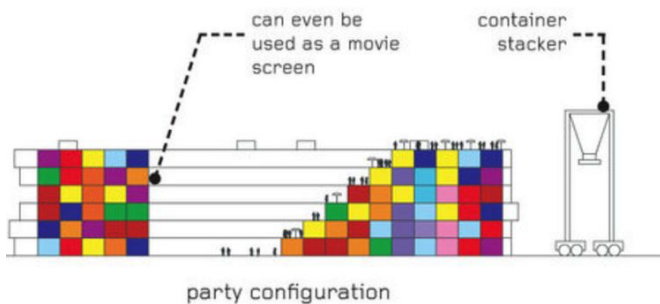 can even be
used as a movie
screen
container
stacker
party configuration